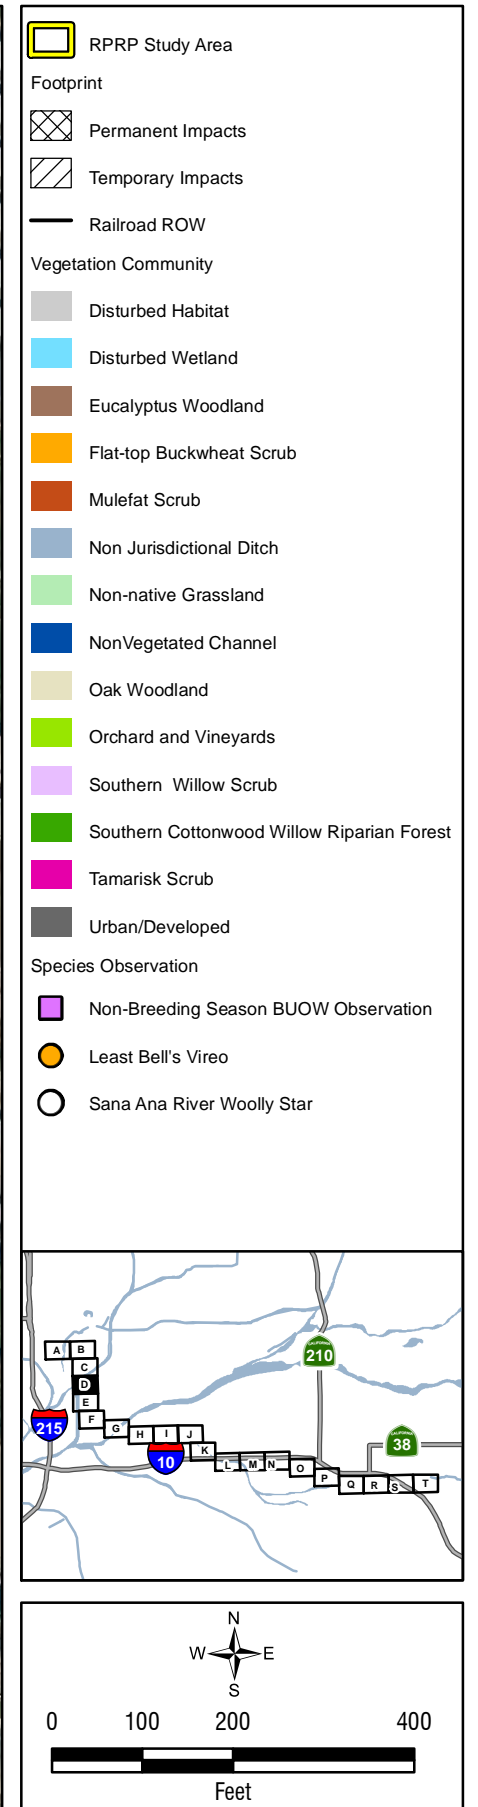 RPRP Study Area
Footprint
Permanent Impacts
Temporary Impacts
Railroad ROW
Vegetation Community
Disturbed Habitat
Disturbed Wetland
Eucalyptus Woodland
Flat-top Buckwheat Scrub
Mulefat Scrub
Non Jurisdictional Ditch
Non-native Grassland
NonVegetated Channel
Oak Woodland
Orchard and Vineyards
Southern Willow Scrub
Southern Cottonwood Willow Riparian Forest
Tamarisk Scrub
Urban/Developed
Species Observation
Non-Breeding Season BUOW Observation
Least Bell's Vireo
Sana Ana River Woolly Star
A B
C
D
E
F
G
H I J
K
L M N
O
P
Q R S T
215
10
CALIFORNIA
210
CALIFORNIA
38
N
W E
S
0 100 200 400
Feet